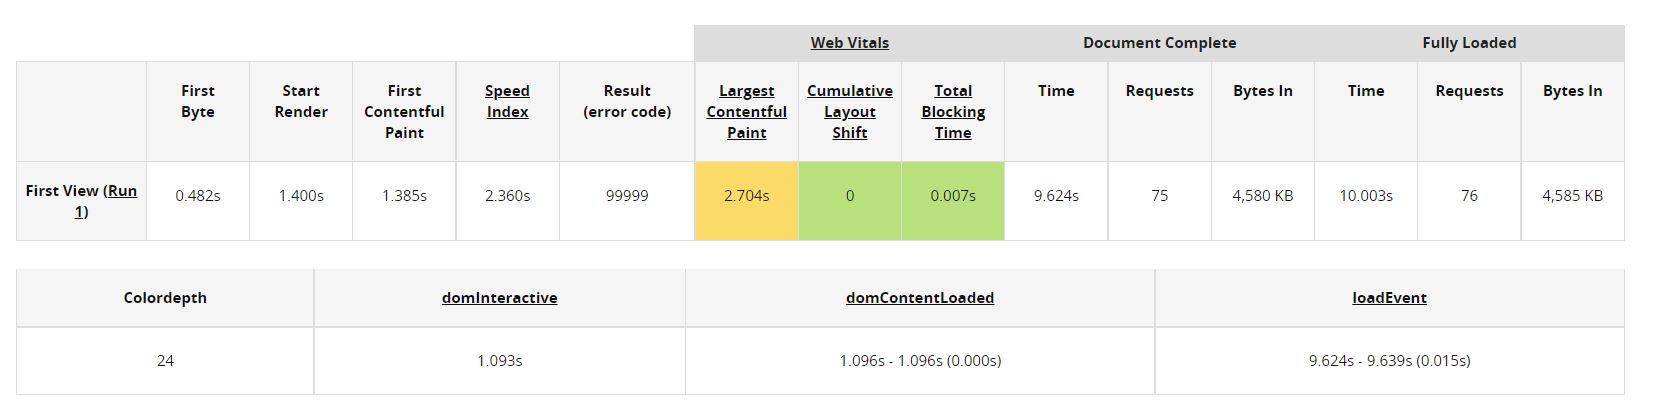 Web Vitals Document Complete Fully Loaded
First Byte Start Render First Contentful Paint Speed Index Result (error code) Largest Contentful Paint Cumulative Layout Shift Total Blocking Time Time Requests Bytes In Time Requests Bytes In
First View (Run 1) 0.482s 1.400s 1.385s 2.360s 99999 2.704s 0 0.007s 9.624s 75 4,580 KB 10.003s 76 4,585 KB
Colordepth domInteractive domContentLoaded loadEvent
24 1.093s 1.096s - 1.096s (0.000s) 9.624s - 9.639s (0.015s)